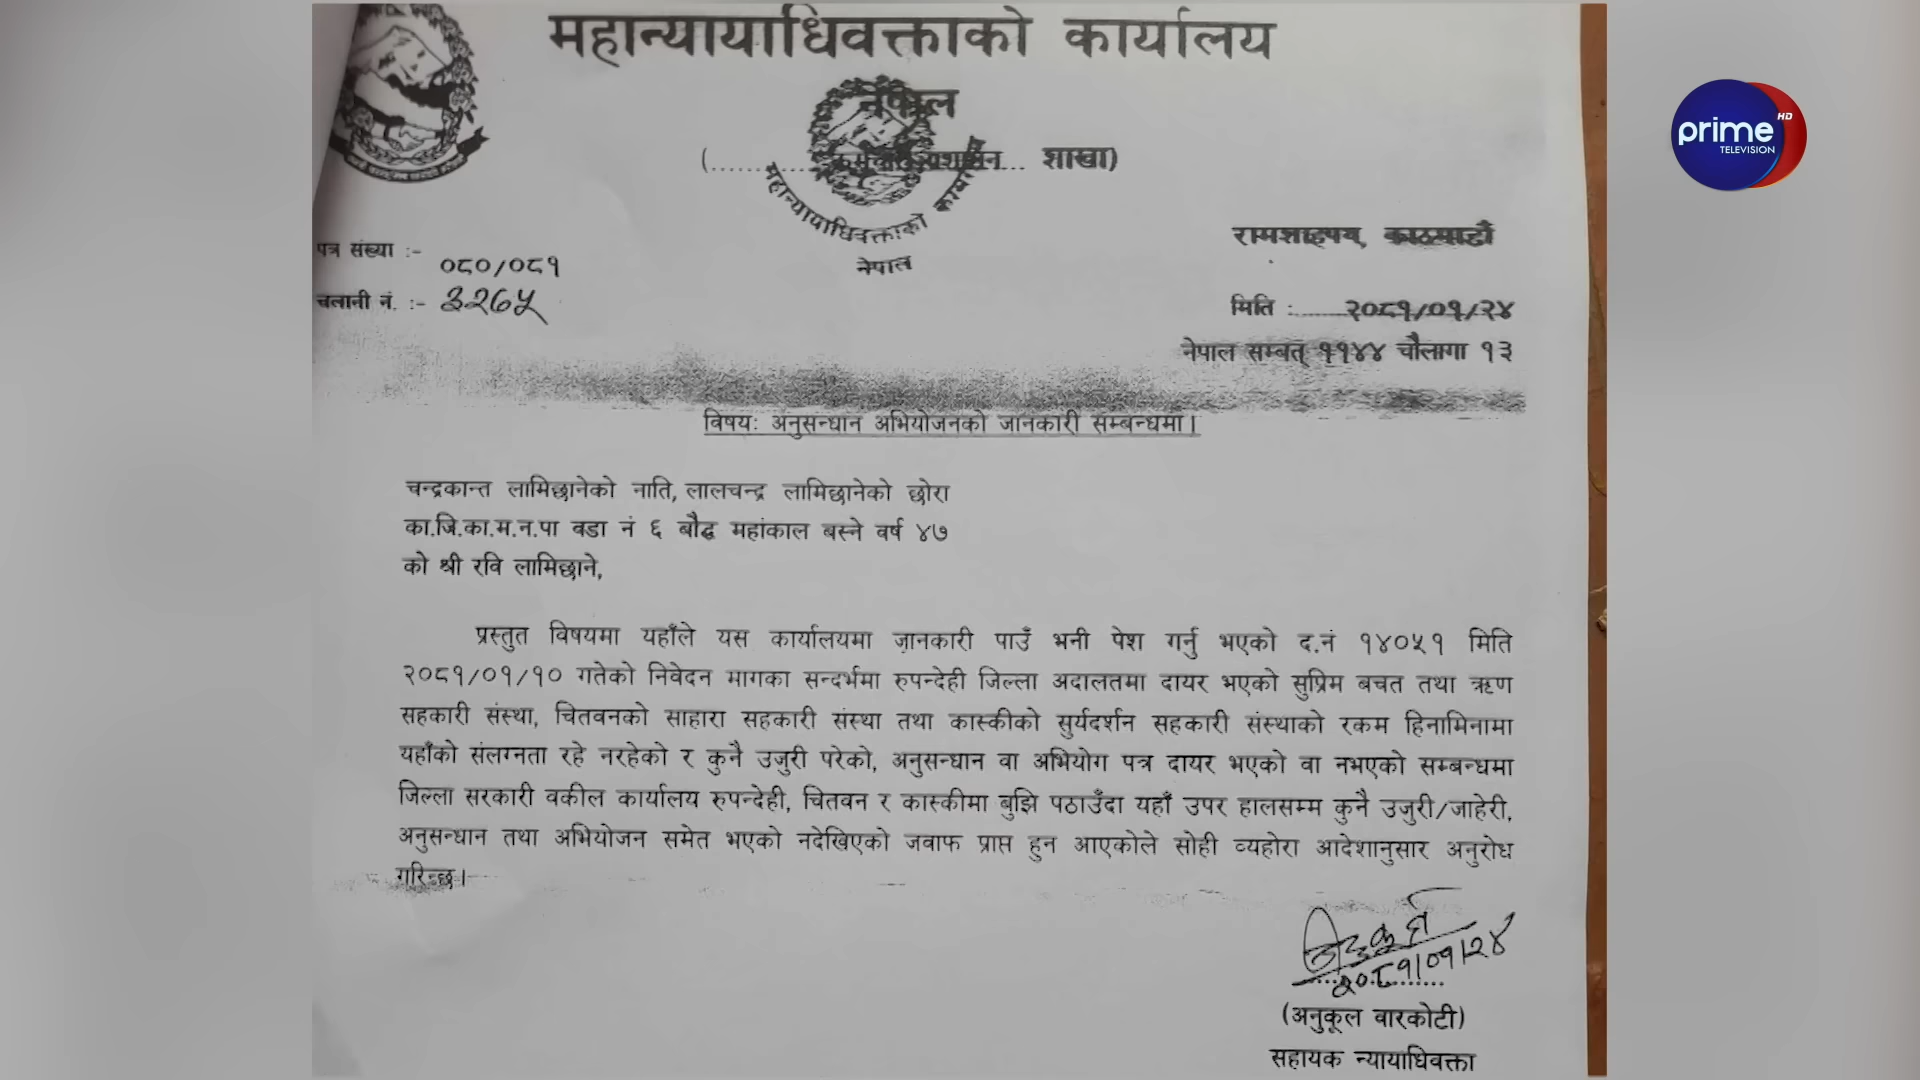 महान्यायाधिवक्ताको कार्यालय
नेपाल
शाखा)
महान्यायाधिवक्ताको कार्यालय
नेपाल
prime HD
TELEVISION
रामशाहपथ, काठमाडौं
पत्र संख्या :- ०८०/०८१
चलानी नं. :- ३२६५
मिति :......२०८१/०१/२४
नेपाल सम्बत् ११४४ चौलागा १३
विषय: अनुसन्धान अभियोजनको जानकारी सम्बन्धमा।
चन्द्रकान्त लामिछानेको नाति, लालचन्द्र लामिछानेको छोरा
का.जि.का.म.न.पा वडा नं ६ बौद्ध महांकाल बस्ने वर्ष ४७
को श्री रवि लामिछाने,
प्रस्तुत विषयमा यहाँले यस कार्यालयमा जानकारी पाउँ भनी पेश गर्नु भएको द.नं १४०५१ मिति
२०८१/०१/१० गतेको निवेदन मागका सन्दर्भमा रुपन्देही जिल्ला अदालतमा दायर भएको सुप्रिम बचत तथा ऋण
सहकारी संस्था, चितवनको साहारा सहकारी संस्था तथा कास्कीको सुर्यदर्शन सहकारी संस्थाको रकम हिनामिनामा
यहाँको संलग्नता रहे नरहेको र कुनै उजुरी परेको, अनुसन्धान वा अभियोग पत्र दायर भएको वा नभएको सम्बन्धमा
जिल्ला सरकारी वकील कार्यालय रुपन्देही, चितवन र कास्कीमा बुझि पठाउँदा यहाँ उपर हालसम्म कुनै उजुरी/जाहेरी,
अनुसन्धान तथा अभियोजन समेत भएको नदेखिएको जवाफ प्राप्त हुन आएकोले सोही व्यहोरा आदेशानुसार अनुरोध
गरिन्छ।
२०८१/०१/२४
(अनुकूल वारकोटी)
सहायक न्यायाधिवक्ता